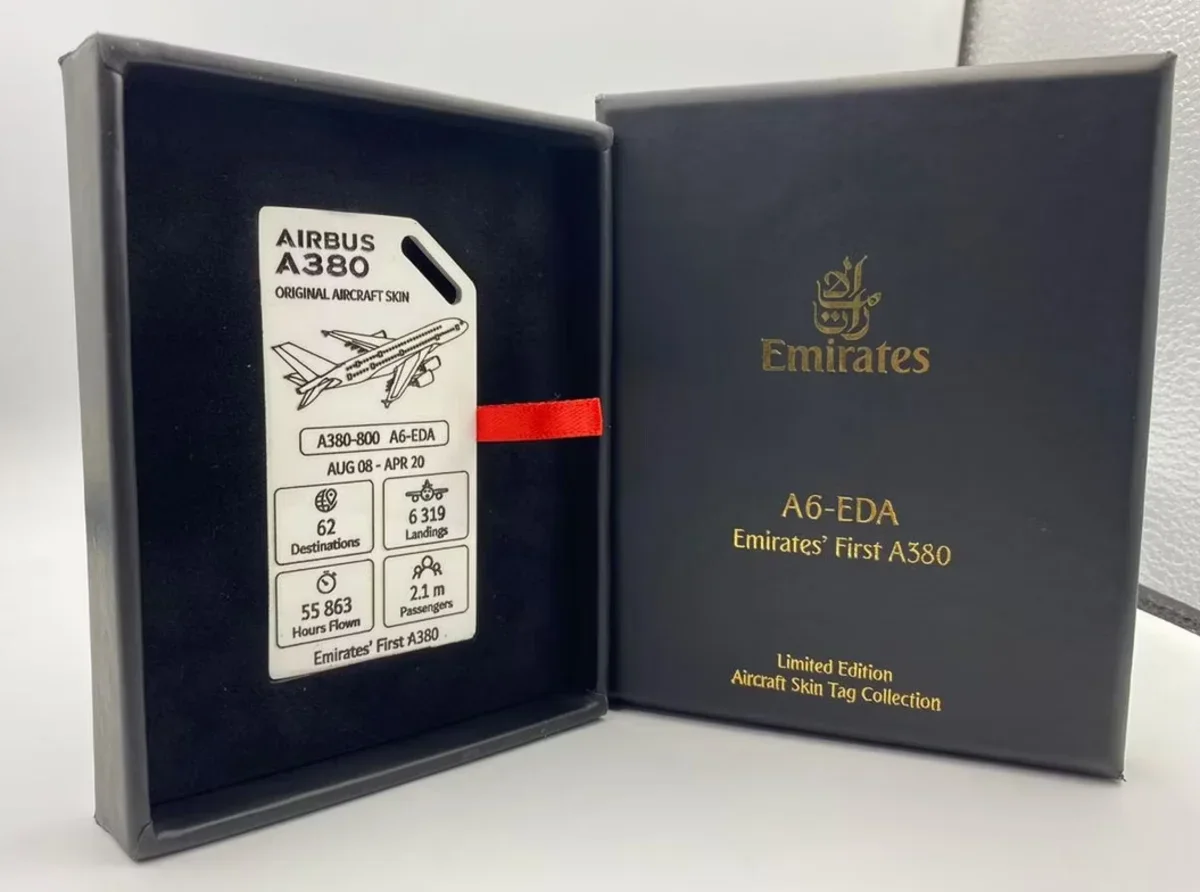 AIRBUS
A380
ORIGINAL AIRCRAFT SKIN
A380-800 A6-EDA
AUG 08 - APR 20
62
Destinations
6 319
Landings
55 863
Hours Flown
2.1 m
Passengers
Emirates' First A380
الإمارات
Emirates
A6-EDA
Emirates' First A380
Limited Edition
Aircraft Skin Tag Collection